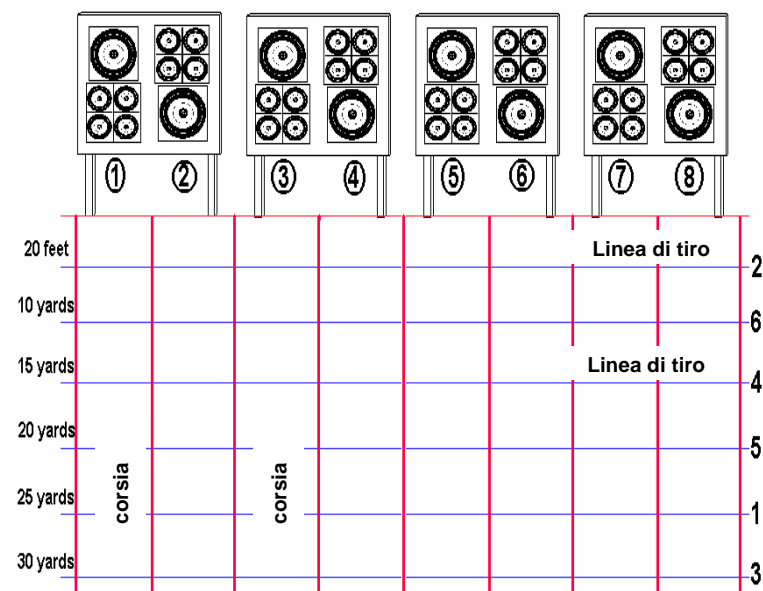 1 2 3 4 5 6 7 8
20 feet Linea di tiro
2
10 yards
6
15 yards Linea di tiro
4
20 yards
5
corsia corsia
25 yards
1
30 yards
3